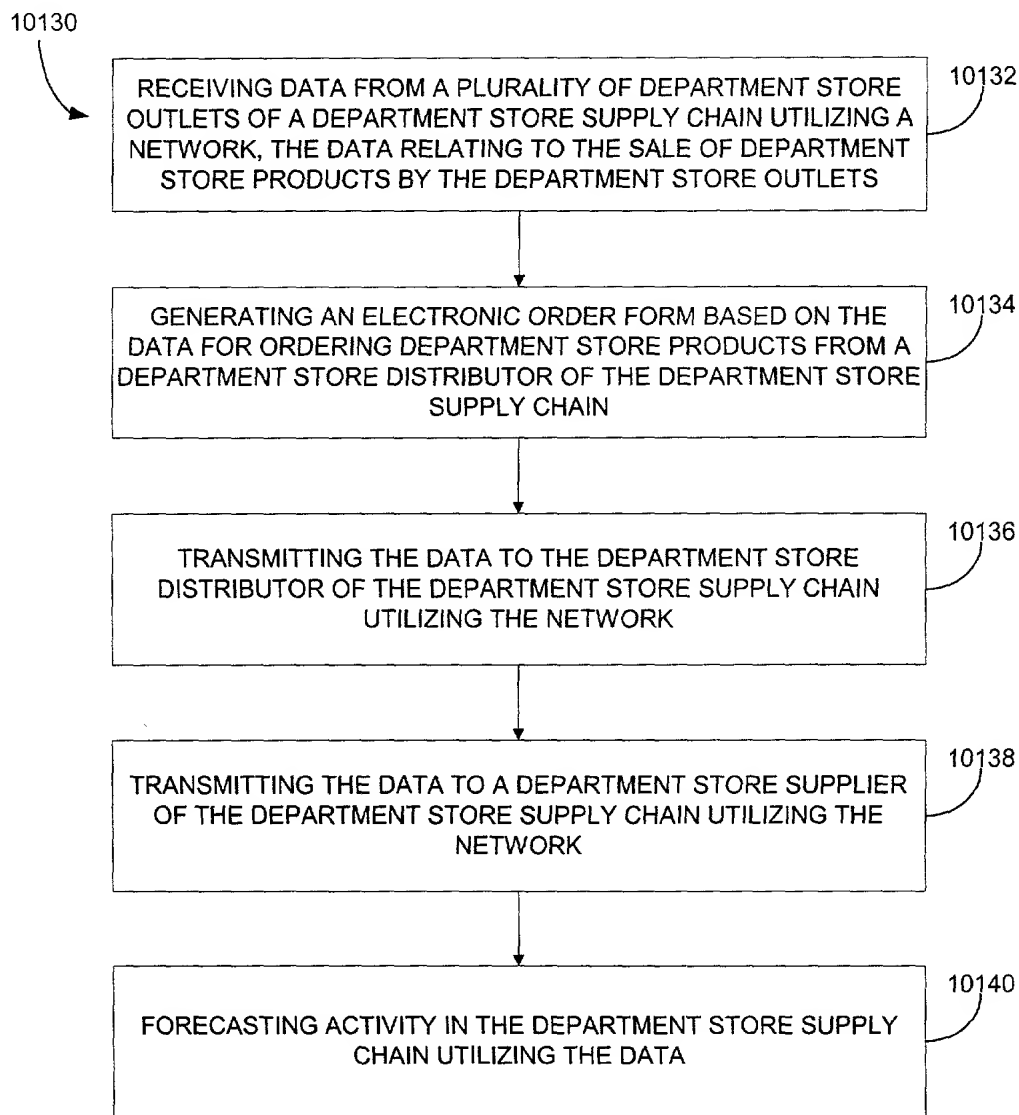 10130
10132
RECEIVING DATA FROM A PLURALITY OF DEPARTMENT STORE
OUTLETS OF A DEPARTMENT STORE SUPPLY CHAIN UTILIZING A
NETWORK, THE DATA RELATING TO THE SALE OF DEPARTMENT
STORE PRODUCTS BY THE DEPARTMENT STORE OUTLETS
10134
GENERATING AN ELECTRONIC ORDER FORM BASED ON THE
DATA FOR ORDERING DEPARTMENT STORE PRODUCTS FROM A
DEPARTMENT STORE DISTRIBUTOR OF THE DEPARTMENT STORE
SUPPLY CHAIN
10136
TRANSMITTING THE DATA TO THE DEPARTMENT STORE
DISTRIBUTOR OF THE DEPARTMENT STORE SUPPLY CHAIN
UTILIZING THE NETWORK
10138
TRANSMITTING THE DATA TO A DEPARTMENT STORE SUPPLIER
OF THE DEPARTMENT STORE SUPPLY CHAIN UTILIZING THE
NETWORK
10140
FORECASTING ACTIVITY IN THE DEPARTMENT STORE SUPPLY
CHAIN UTILIZING THE DATA